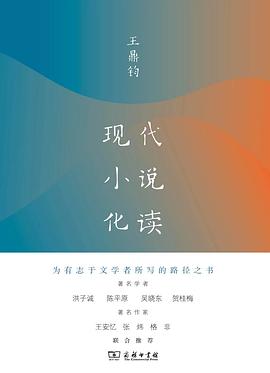 王鼎钧
现代
小说
化读
为有志于文学者所写的路径之书
著名学者
洪子诚 陈平原 吴晓东 贺桂梅
著名作家
王安忆 张炜 格非
联合推荐
商务印书馆
The Commercial Press